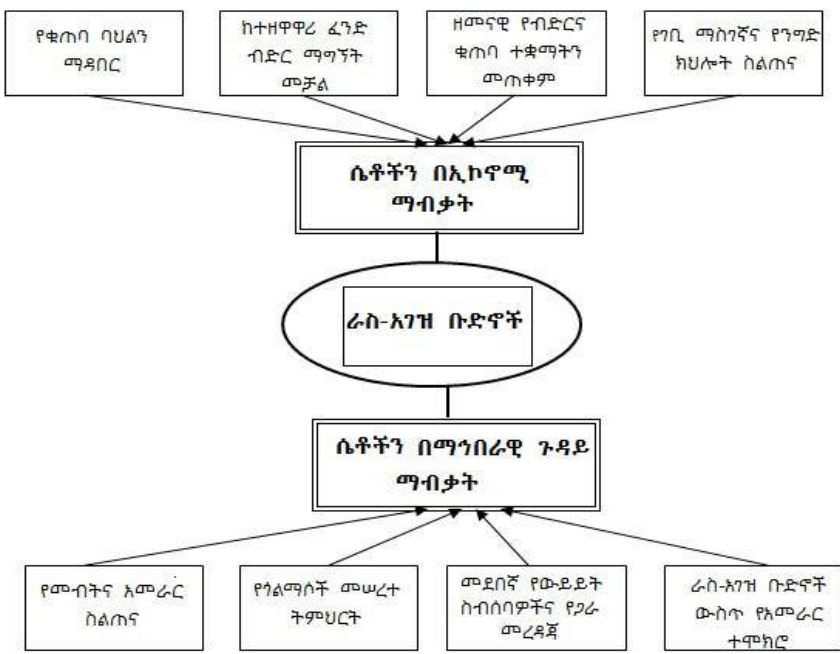 የቁጠባ ባህልን
ማዳበር
ከተዘዋዋሪ ፈንድ
ብድር ማግኘት
መቻል
ዘመናዊ የብድርና
ቁጠባ ተቋማትን
መጠቀም
የገቢ ማስገኛና የንግድ
ክህሎት ስልጠና
ሴቶችን በኢኮኖሚ
ማብቃት
ራስ-አገዝ ቡድኖች
ሴቶችን በማኅበራዊ ጉዳይ
ማብቃት
የመብትና አመራር
ስልጠና
የጎልማሶች መሠረተ
ትምህርት
መደበኛ የውይይት
ስብሰባዎችና የጋራ
መረዳጃ
ራስ-አገዝ ቡድኖች
ውስጥ የአመራር
ተሞክሮ